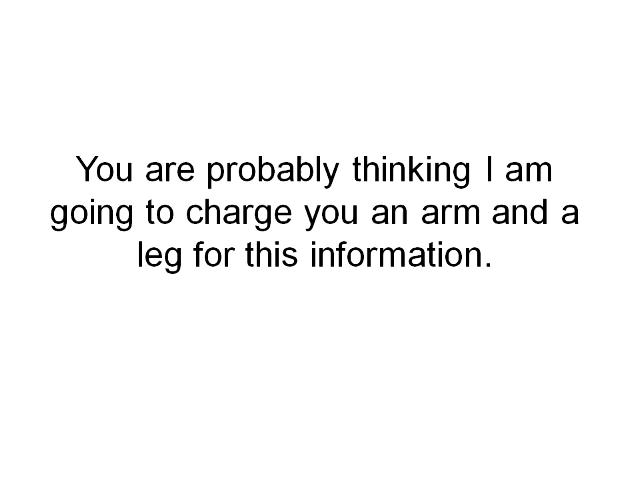 You are probably thinking I am
going to charge you an arm and a
leg for this information.